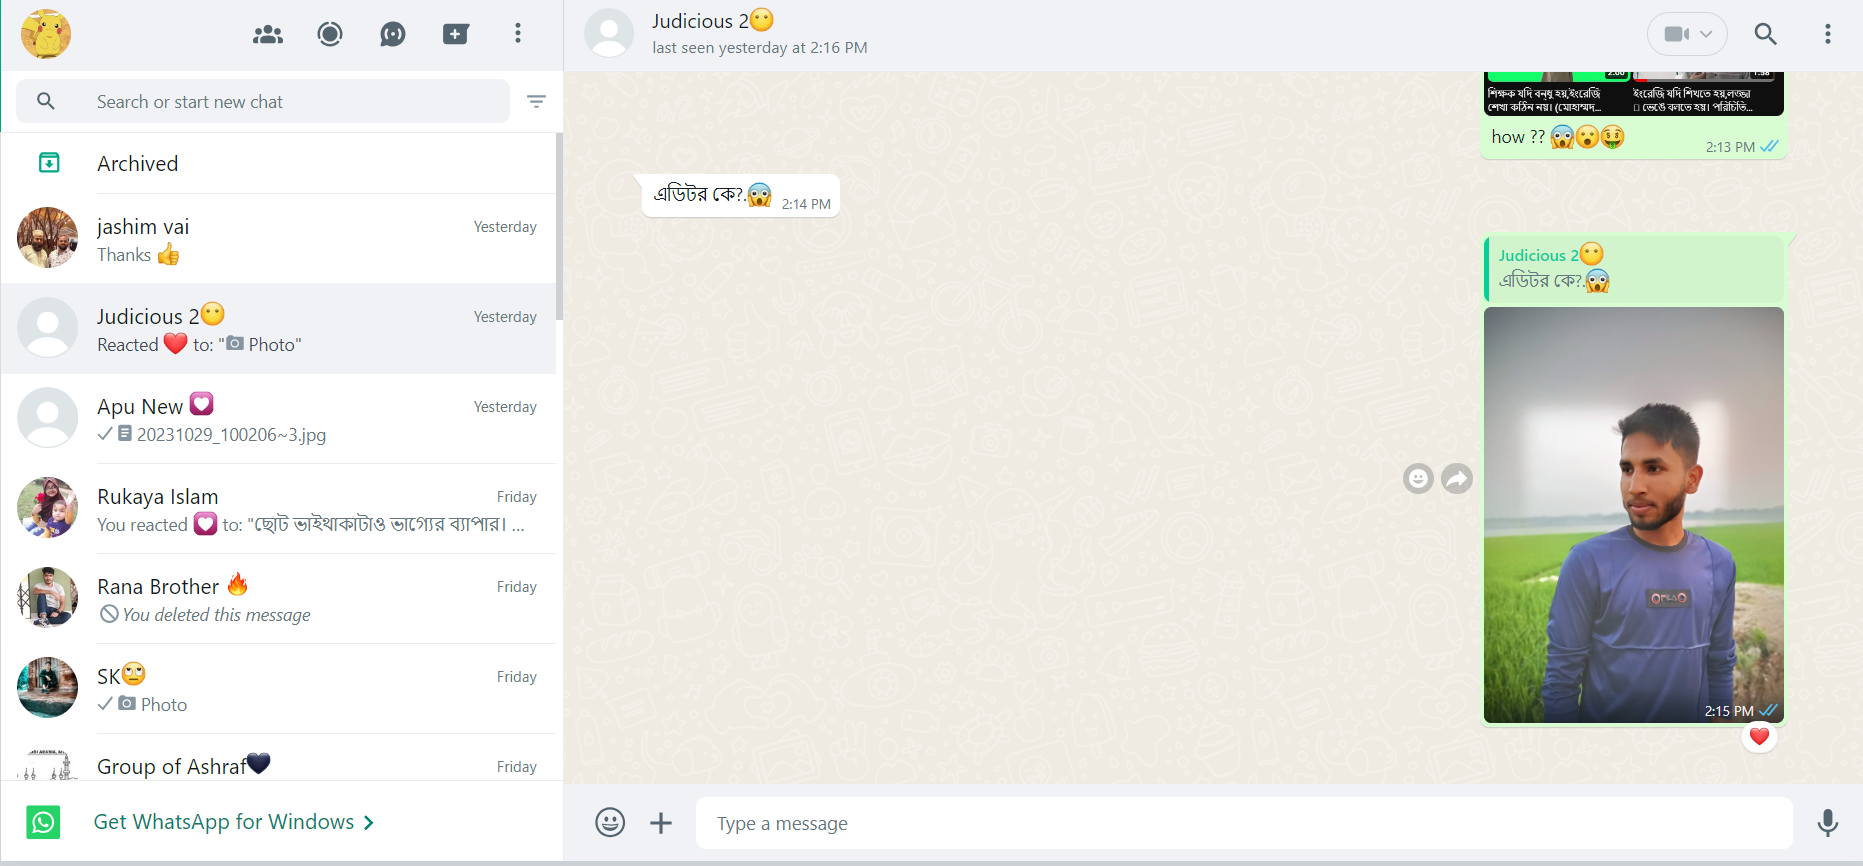 Search or start new chat
Archived
jashim vai
Yesterday
Thanks 👍
Judicious 2😶
Yesterday
Reacted ❤️ to: "📷 Photo"
Apu New 💟
Yesterday
20231029_100206~3.jpg
Rukaya Islam
Friday
You reacted 💟 to: "ছোট ভাইথাকাটাও ভাগ্যের ব্যাপার। ...
Rana Brother 🔥
Friday
You deleted this message
SK🙄
Friday
Photo
Group of Ashraf🖤
Friday
Get WhatsApp for Windows
Judicious 2😶
last seen yesterday at 2:16 PM
2:00
1:58
শিক্ষক যদি বন্ধু হয়,ইংরেজি
শেখা কঠিন নয়। (মোহাম্মদ...
ইংরেজি যদি শিখতে হয়,লজ্জা
ভেঙে বলতে হয়। পরিচিতি...
how ?? 😱😮🤑
2:13 PM
এডিটর কে?.😱
2:14 PM
Judicious 2😶
এডিটর কে?.😱
2:15 PM
Type a message